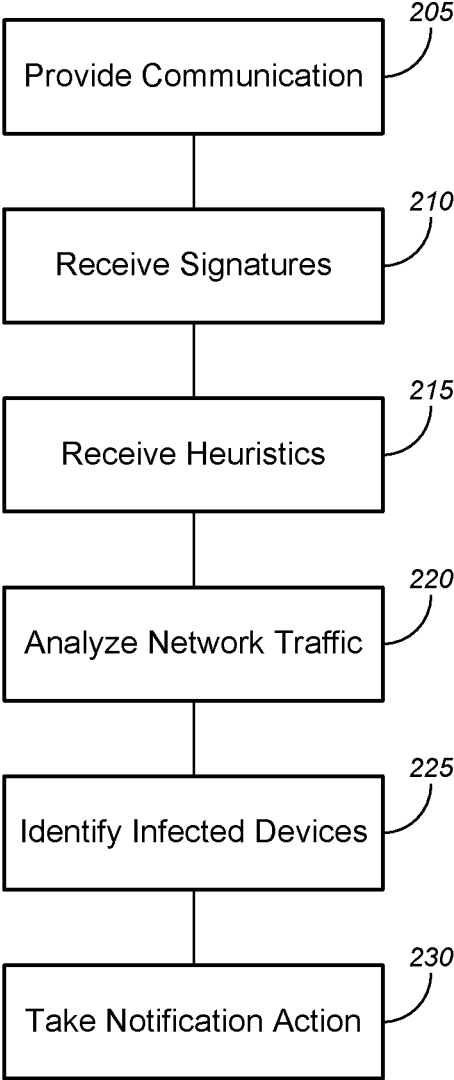 205
Provide Communication
210
Receive Signatures
215
Receive Heuristics
220
Analyze Network Traffic
225
Identify Infected Devices
230
Take Notification Action